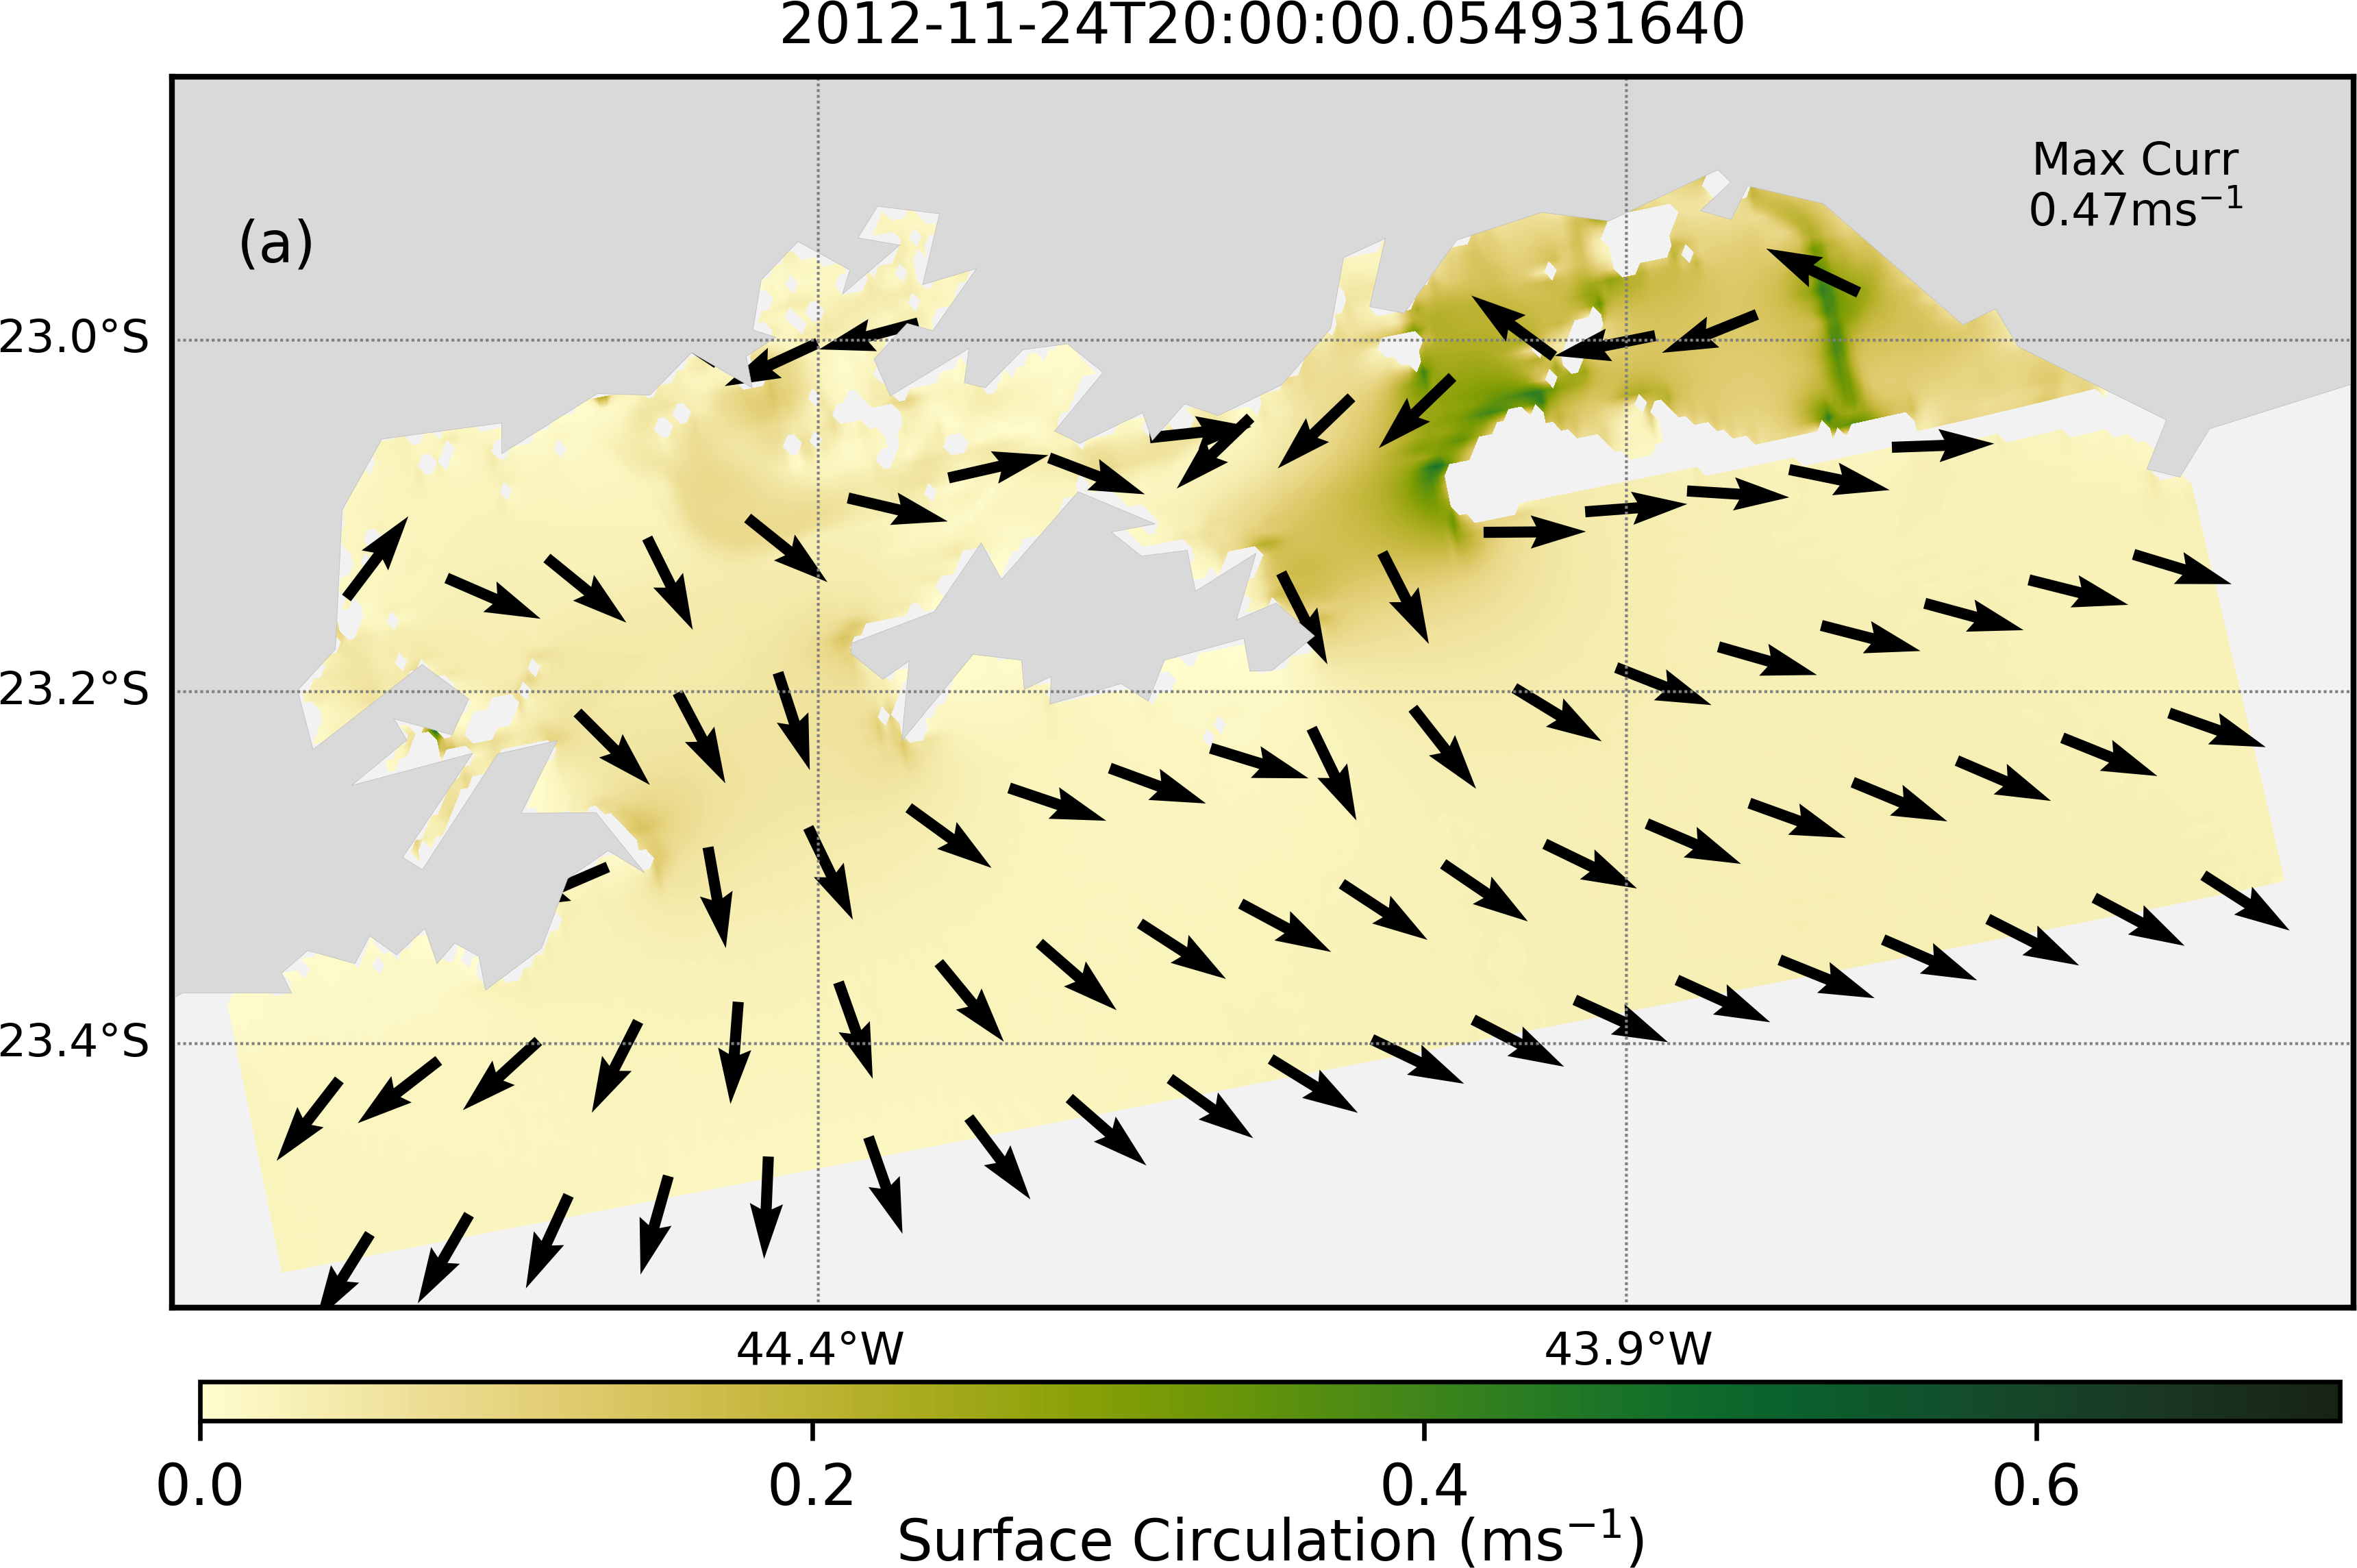 2012-11-24T20:00:00.054931640
Max Curr
0.47ms⁻¹
(a)
23.0°S
23.2°S
23.4°S
44.4°W 43.9°W
0.0 0.2 0.4 0.6
Surface Circulation (ms⁻¹)